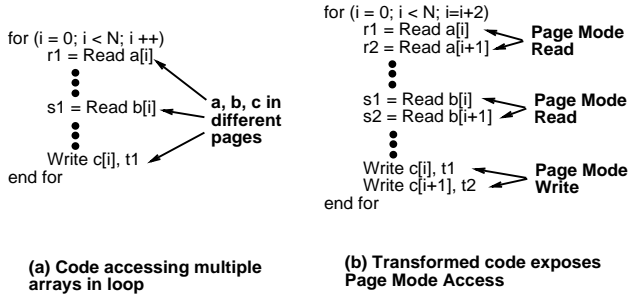 for (i = 0; i < N; i ++)
r1 = Read a[i]
s1 = Read b[i]
Write c[i], t1
end for
a, b, c in
different
pages
(a) Code accessing multiple
arrays in loop
for (i = 0; i < N; i=i+2)
r1 = Read a[i]
r2 = Read a[i+1]
s1 = Read b[i]
s2 = Read b[i+1]
Write c[i], t1
Write c[i+1], t2
end for
Page Mode
Read
Page Mode
Read
Page Mode
Write
(b) Transformed code exposes
Page Mode Access